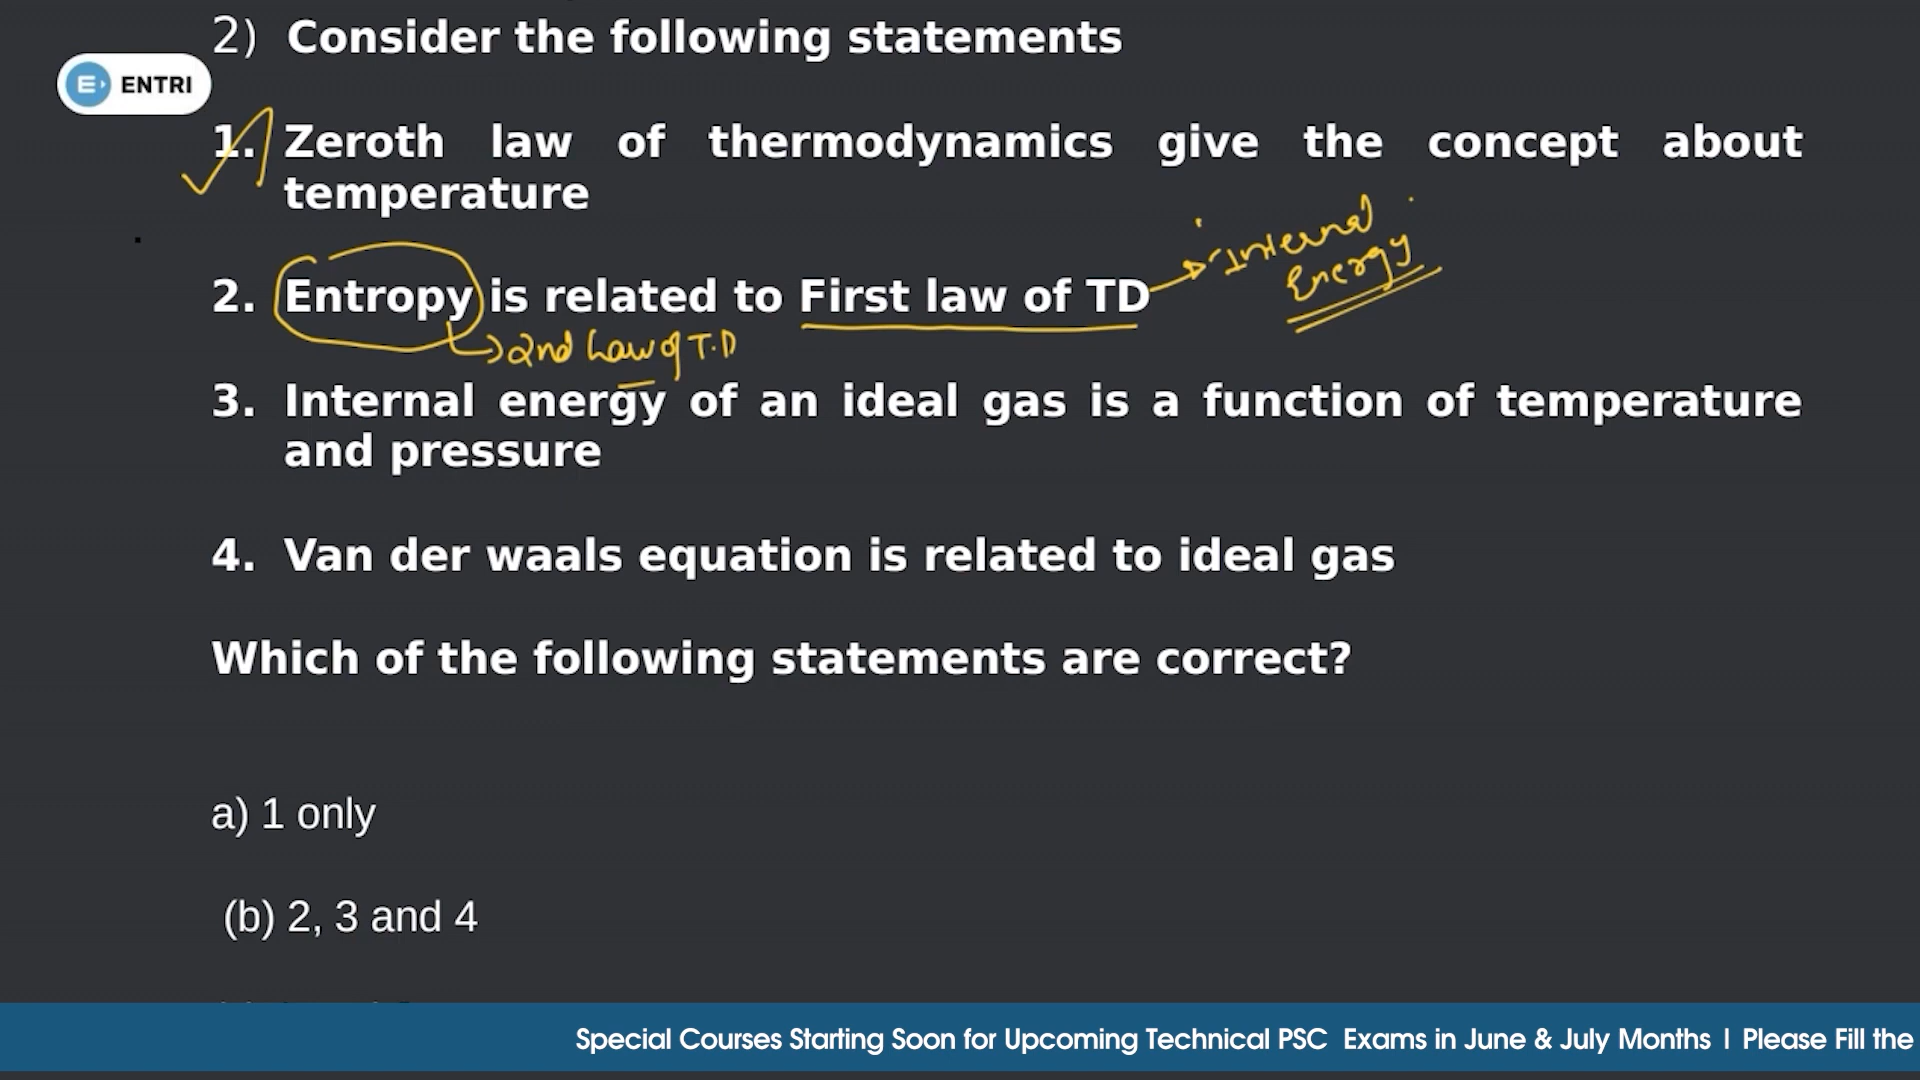 2) Consider the following statements
ENTRI
1. Zeroth law of thermodynamics give the concept about
temperature
Internal
Energy
2. Entropy is related to First law of TD
2nd Law of T.D
3. Internal energy of an ideal gas is a function of temperature
and pressure
4. Van der waals equation is related to ideal gas
Which of the following statements are correct?
a) 1 only
(b) 2, 3 and 4
Special Courses Starting Soon for Upcoming Technical PSC Exams in June & July Months | Please Fill the